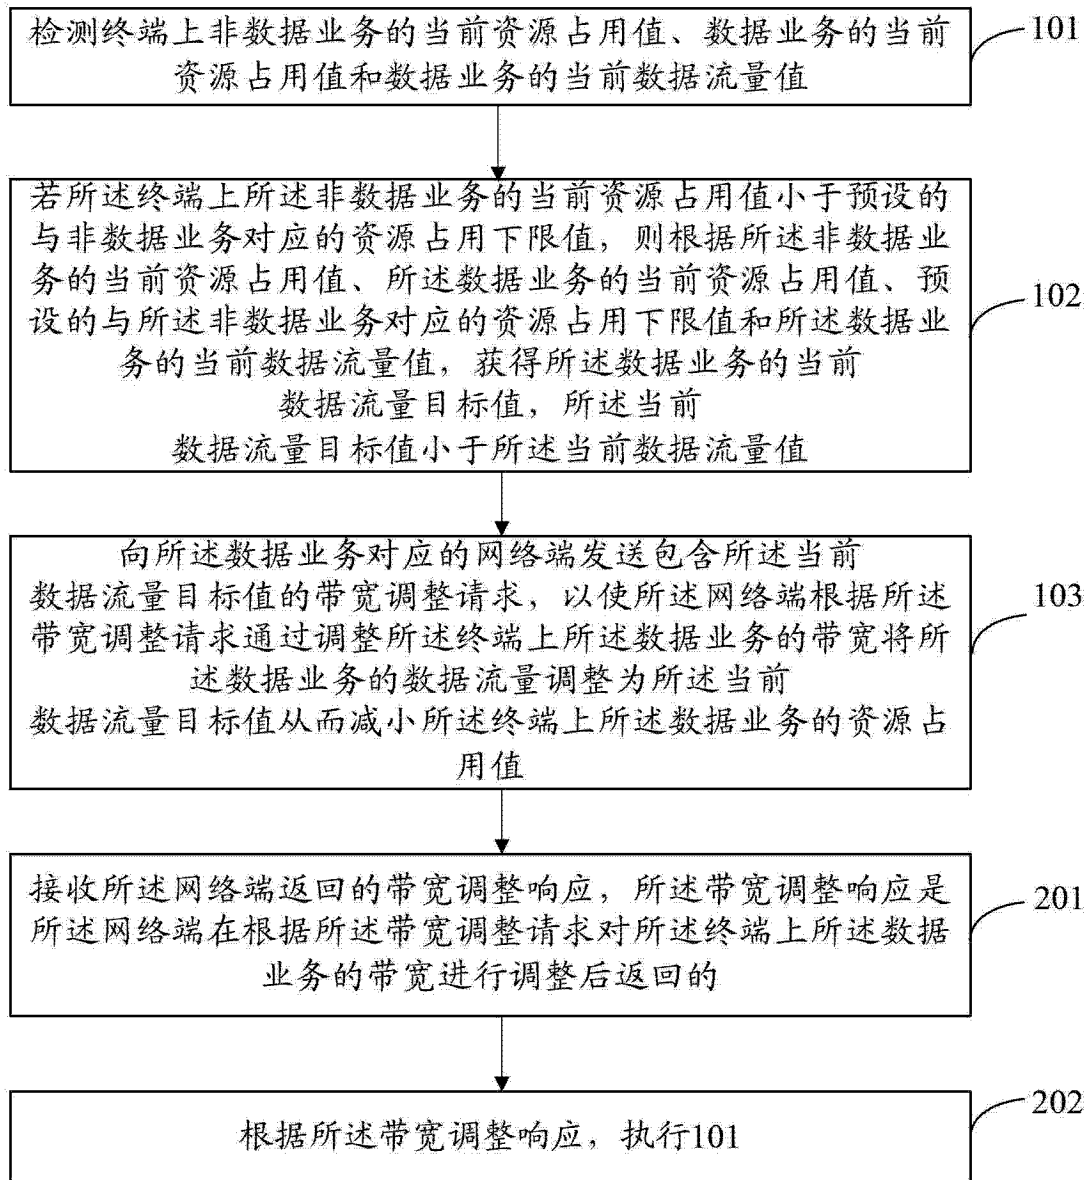 检测终端上非数据业务的当前资源占用值、数据业务的当前
资源占用值和数据业务的当前数据流量值
101
若所述终端上所述非数据业务的当前资源占用值小于预设的
与非数据业务对应的资源占用下限值，则根据所述非数据业
务的当前资源占用值、所述数据业务的当前资源占用值、预
设的与所述非数据业务对应的资源占用下限值和所述数据业
务的当前数据流量值，获得所述数据业务的当前
数据流量目标值，所述当前
数据流量目标值小于所述当前数据流量值
102
向所述数据业务对应的网络端发送包含所述当前
数据流量目标值的带宽调整请求，以使所述网络端根据所述
带宽调整请求通过调整所述终端上所述数据业务的带宽将所
述数据业务的数据流量调整为所述当前
数据流量目标值从而减小所述终端上所述数据业务的资源占
用值
103
接收所述网络端返回的带宽调整响应，所述带宽调整响应是
所述网络端在根据所述带宽调整请求对所述终端上所述数据
业务的带宽进行调整后返回的
201
根据所述带宽调整响应，执行101
202